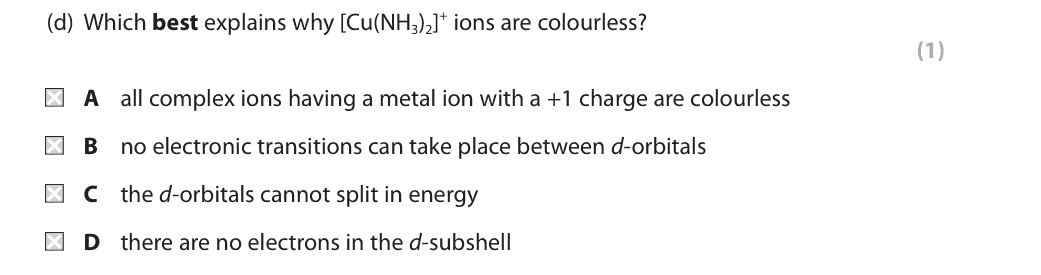 (d) Which best explains why [Cu(NH₃)₂]⁺ ions are colourless?
(1)
A all complex ions having a metal ion with a +1 charge are colourless
B no electronic transitions can take place between d-orbitals
C the d-orbitals cannot split in energy
D there are no electrons in the d-subshell